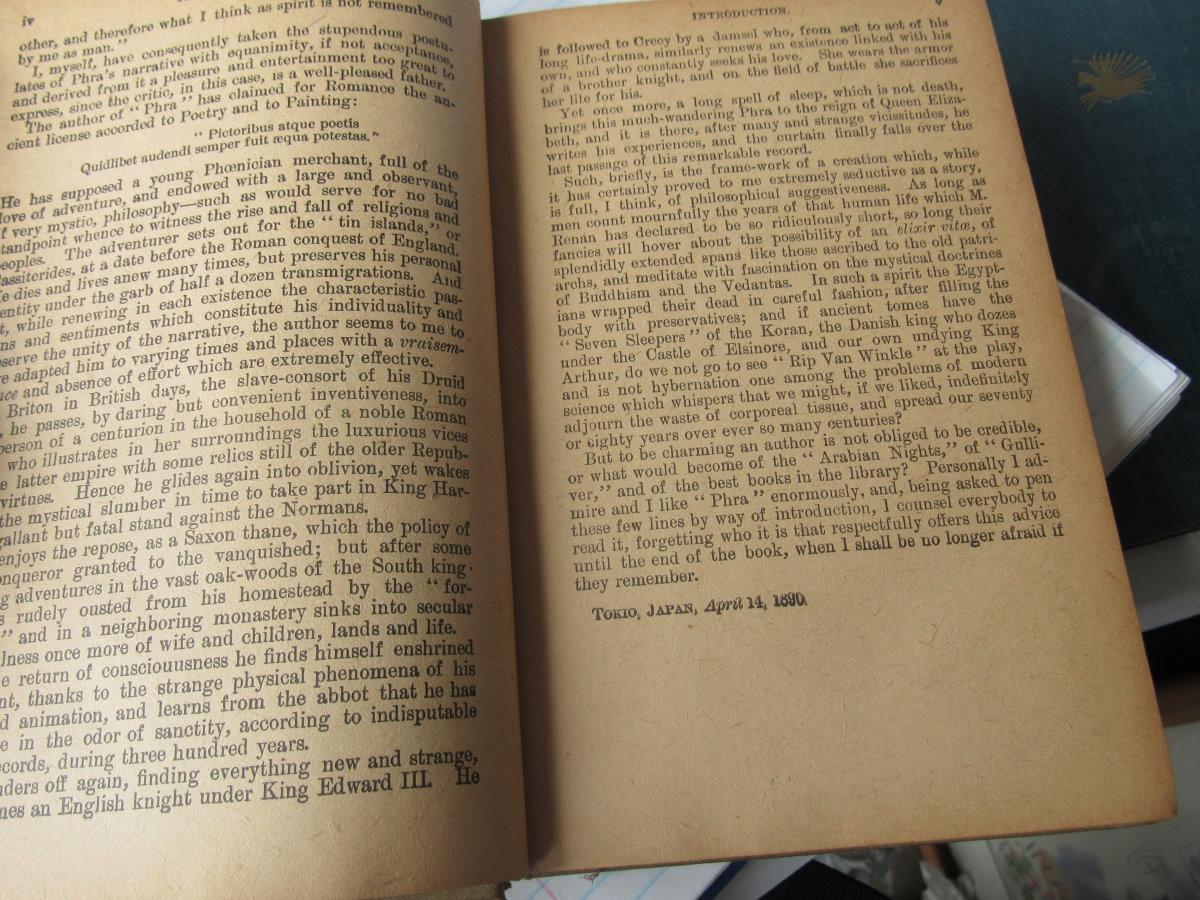 iv
other, and therefore what I think as spirit is not remembered
by me as man."
I, myself, have consequently taken the stupendous postu-
lates of Phra's narrative with equanimity, if not acceptance,
and derived from it a pleasure and entertainment too great to
express, since the critic, in this case, is a well-pleased father.
The author of "Phra" has claimed for Romance the an-
cient license accorded to Poetry and to Painting:
"Pictoribus atque poetis
Quidlibet audendi semper fuit æqua potestas."
He has supposed a young Phœnician merchant, full of the
love of adventure, and endowed with a large and observant,
f very mystic, philosophy—such as would serve for no bad
tandpoint whence to witness the rise and fall of religions and
peoples. The adventurer sets out for the "tin islands," or
assiterides, at a date before the Roman conquest of England.
e dies and lives anew many times, but preserves his personal
entity under the garb of half a dozen transmigrations. And
t, while renewing in each existence the characteristic pas-
ns and sentiments which constitute his individuality and
serve the unity of the narrative, the author seems to me to
e adapted him to varying times and places with a vraisem-
nce and absence of effort which are extremely effective.
Briton in British days, the slave-consort of his Druid
, he passes, by daring but convenient inventiveness, into
person of a centurion in the household of a noble Roman
who illustrates in her surroundings the luxurious vices
e latter empire with some relics still of the older Repub-
virtues. Hence he glides again into oblivion, yet wakes
the mystical slumber in time to take part in King Har-
gallant but fatal stand against the Normans.
enjoys the repose, as a Saxon thane, which the policy of
onqueror granted to the vanquished; but after some
g adventures in the vast oak-woods of the South king-
s rudely ousted from his homestead by the "for-
" and in a neighboring monastery sinks into secular
lness once more of wife and children, lands and life.
e return of consciouusness he finds himself enshrined
nt, thanks to the strange physical phenomena of his
d animation, and learns from the abbot that he has
e in the odor of sanctity, according to indisputable
ecords, during three hundred years.
nders off again, finding everything new and strange,
mes an English knight under King Edward III. He
INTRODUCTION.
v
is followed to Crecy by a damsel who, from act to act of his
long life-drama, similarly renews an existence linked with his
own, and who constantly seeks his love. She wears the armor
of a brother knight, and on the field of battle she sacrifices
her life for his.
Yet once more, a long spell of sleep, which is not death,
brings this much-wandering Phra to the reign of Queen Eliza-
beth, and it is there, after many and strange vicissitudes, he
writes his experiences, and the curtain finally falls over the
last passage of this remarkable record.
Such, briefly, is the frame-work of a creation which, while
it has certainly proved to me extremely seductive as a story,
is full, I think, of philosophical suggestiveness. As long as
men count mournfully the years of that human life which M.
Renan has declared to be so ridiculously short, so long their
fancies will hover about the possibility of an elixir vitæ, of
splendidly extended spans like those ascribed to the old patri-
archs, and meditate with fascination on the mystical doctrines
of Buddhism and the Vedantas. In such a spirit the Egypt-
ians wrapped their dead in careful fashion, after filling the
body with preservatives; and if ancient tomes have the
"Seven Sleepers" of the Koran, the Danish king who dozes
under the Castle of Elsinore, and our own undying King
Arthur, do we not go to see "Rip Van Winkle" at the play,
and is not hybernation one among the problems of modern
science which whispers that we might, if we liked, indefinitely
adjourn the waste of corporeal tissue, and spread our seventy
or eighty years over ever so many centuries?
But to be charming an author is not obliged to be credible,
or what would become of the "Arabian Nights," of "Gulli-
ver," and of the best books in the library? Personally I ad-
mire and I like "Phra" enormously, and, being asked to pen
these few lines by way of introduction, I counsel everybody to
read it, forgetting who it is that respectfully offers this advice
until the end of the book, when I shall be no longer afraid if
they remember.
TOKIO, JAPAN, April 14, 1890.